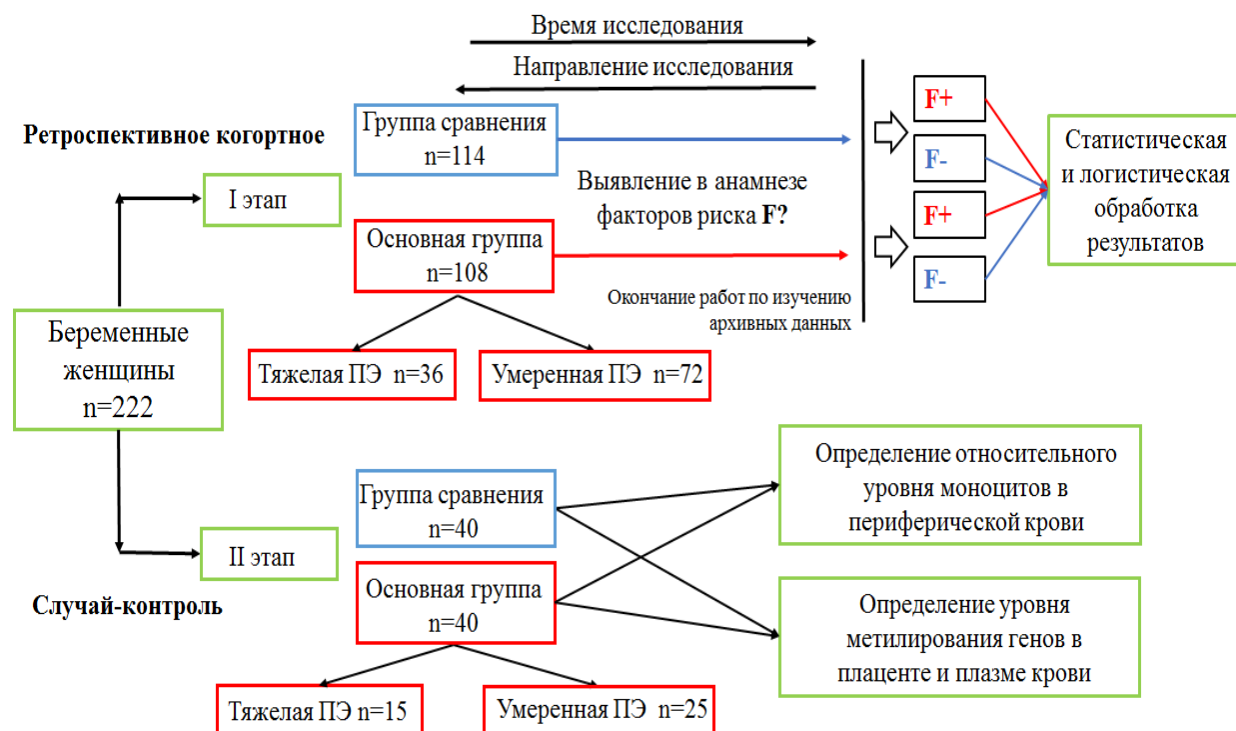 Время исследования
Направление исследования
Ретроспективное когортное
Группа сравнения
n=114
I этап
Выявление в анамнезе
факторов риска F?
Основная группа
n=108
Окончание работ по изучению
архивных данных
F+
F-
F+
F-
Статистическая
и логистическая
обработка
результатов
Беременные
женщины
n=222
Тяжелая ПЭ n=36
Умеренная ПЭ n=72
Группа сравнения
n=40
II этап
Случай-контроль
Основная группа
n=40
Определение относительного
уровня моноцитов в
периферической крови
Определение уровня
метилирования генов в
плаценте и плазме крови
Тяжелая ПЭ n=15
Умеренная ПЭ n=25